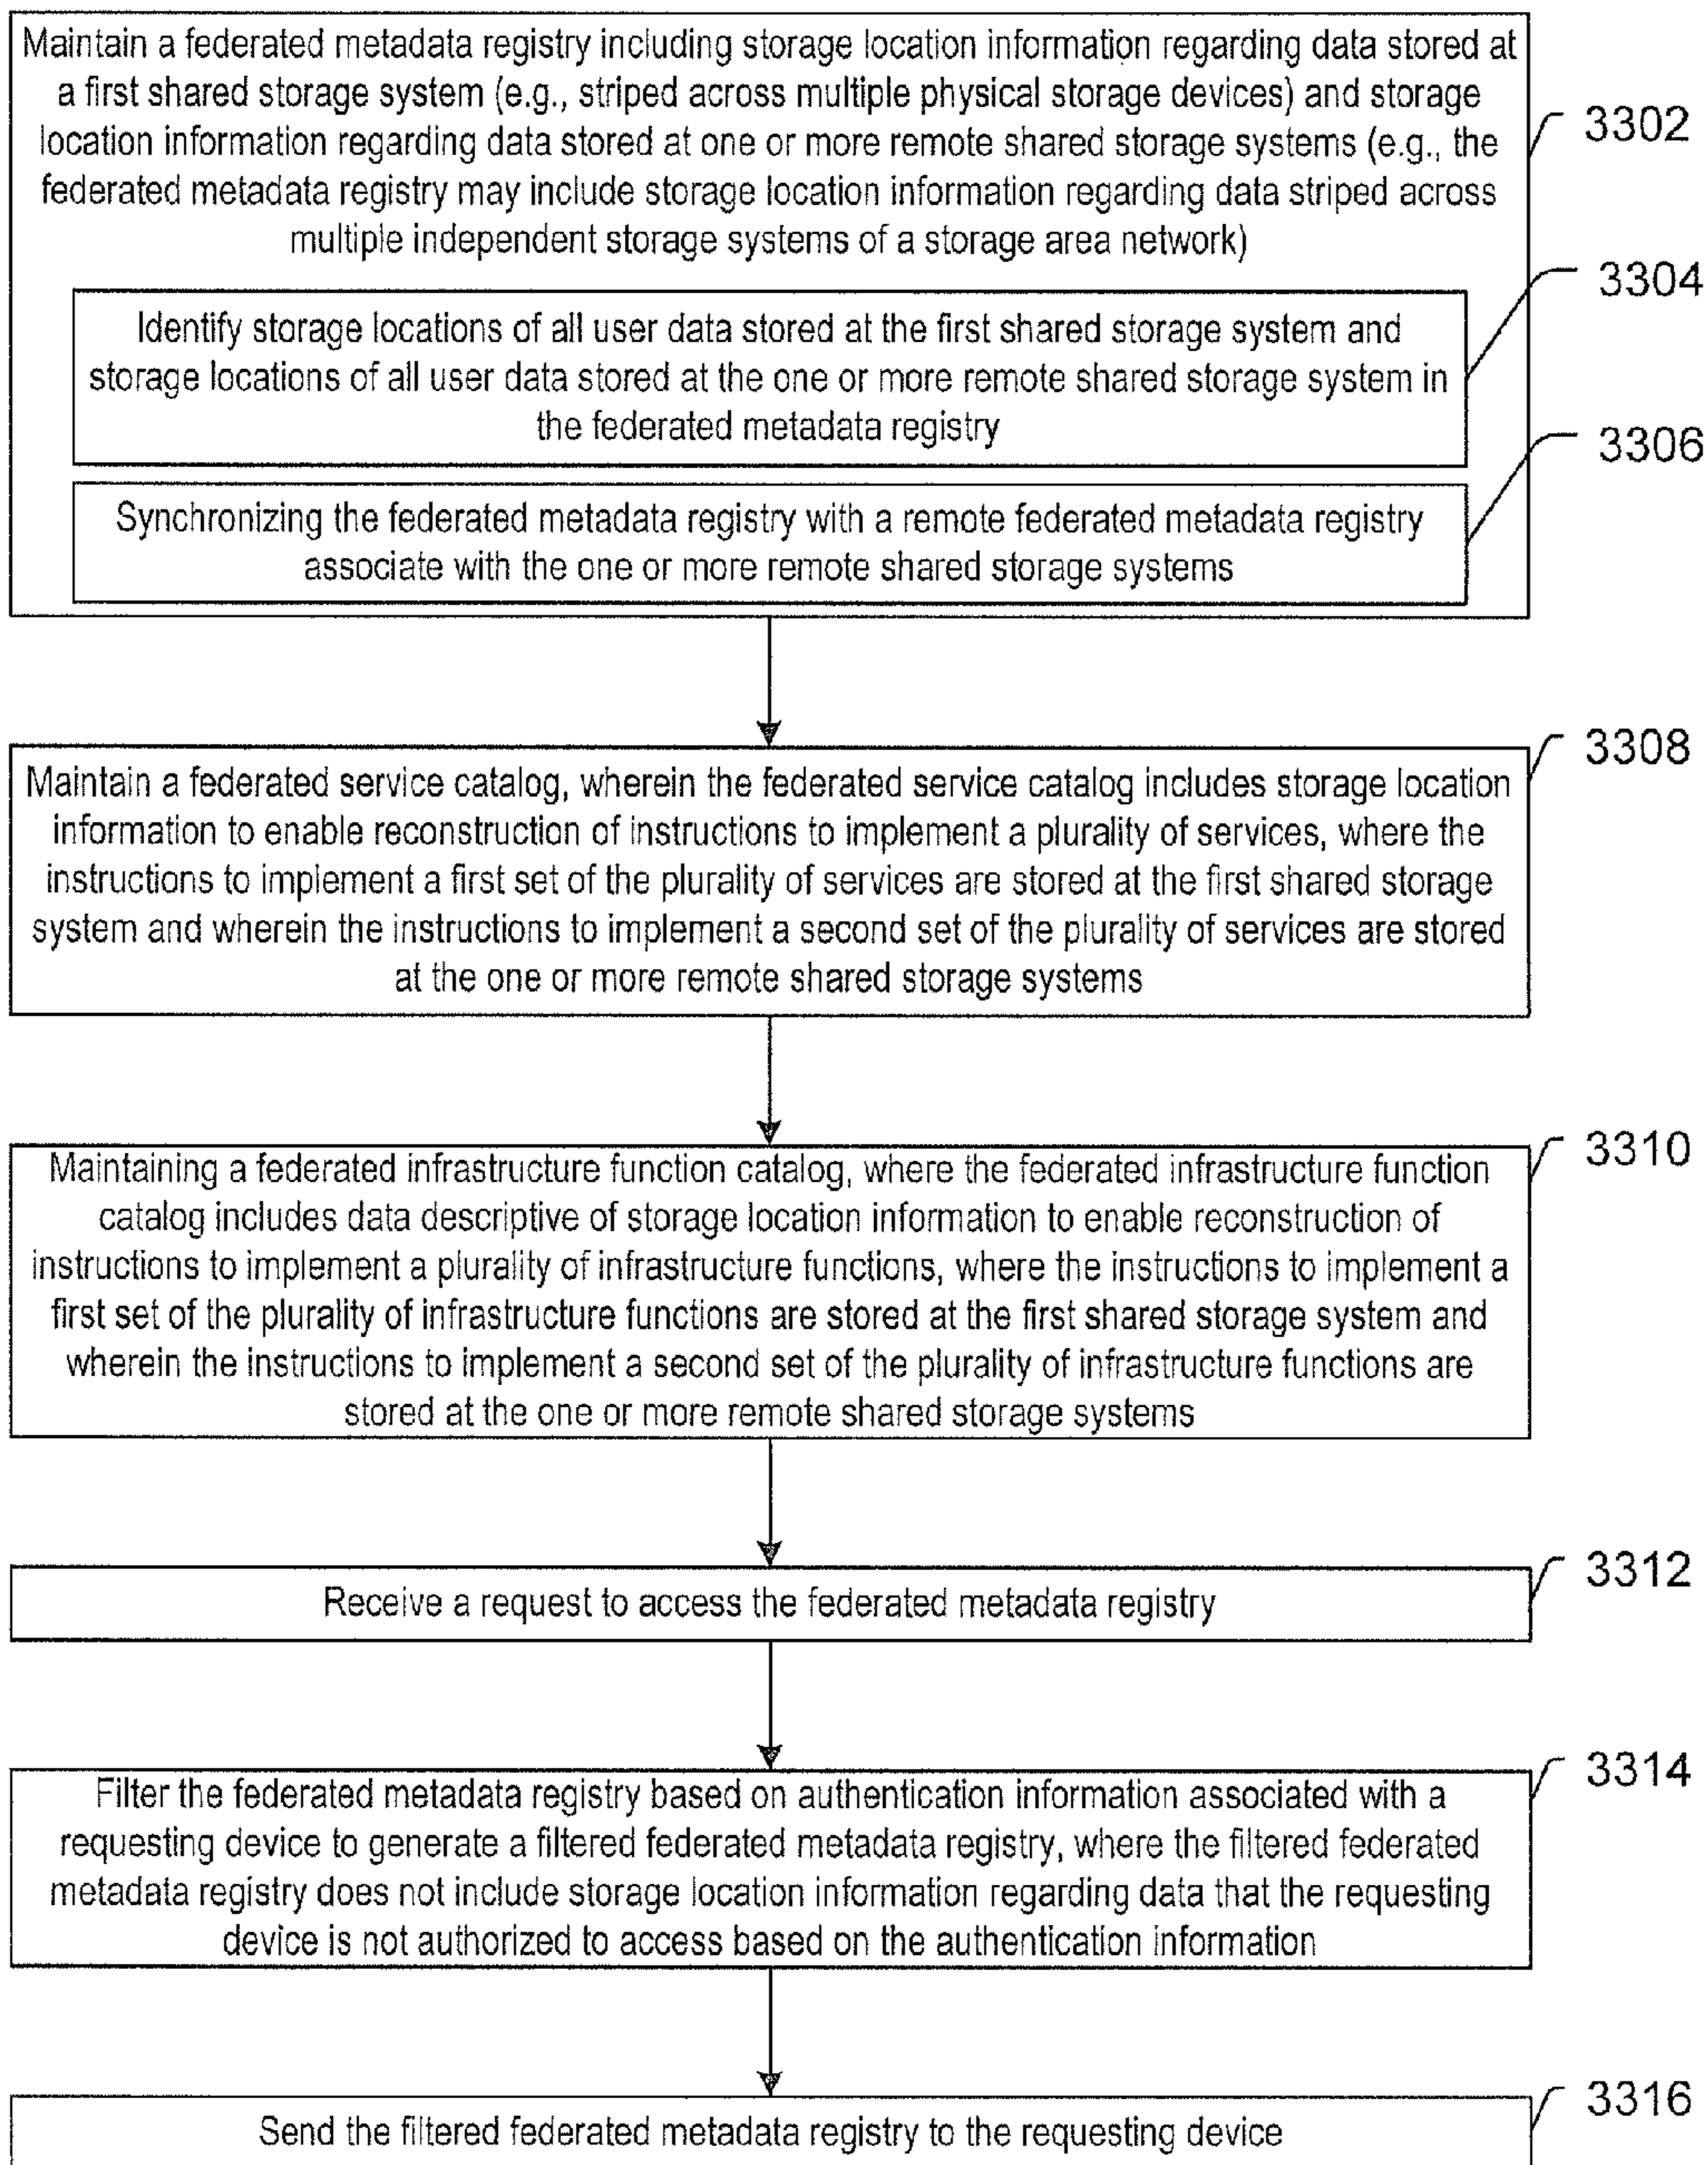 Maintain a federated metadata registry including storage location information regarding data stored at
a first shared storage system (e.g., striped across multiple physical storage devices) and storage
location information regarding data stored at one or more remote shared storage systems (e.g., the
federated metadata registry may include storage location information regarding data striped across
multiple independent storage systems of a storage area network)
3302
Identify storage locations of all user data stored at the first shared storage system and
storage locations of all user data stored at the one or more remote shared storage system in
the federated metadata registry
3304
Synchronizing the federated metadata registry with a remote federated metadata registry
associate with the one or more remote shared storage systems
3306
Maintain a federated service catalog, wherein the federated service catalog includes storage location
information to enable reconstruction of instructions to implement a plurality of services, where the
instructions to implement a first set of the plurality of services are stored at the first shared storage
system and wherein the instructions to implement a second set of the plurality of services are stored
at the one or more remote shared storage systems
3308
Maintaining a federated infrastructure function catalog, where the federated infrastructure function
catalog includes data descriptive of storage location information to enable reconstruction of
instructions to implement a plurality of infrastructure functions, where the instructions to implement a
first set of the plurality of infrastructure functions are stored at the first shared storage system and
wherein the instructions to implement a second set of the plurality of infrastructure functions are
stored at the one or more remote shared storage systems
3310
Receive a request to access the federated metadata registry
3312
Filter the federated metadata registry based on authentication information associated with a
requesting device to generate a filtered federated metadata registry, where the filtered federated
metadata registry does not include storage location information regarding data that the requesting
device is not authorized to access based on the authentication information
3314
Send the filtered federated metadata registry to the requesting device
3316